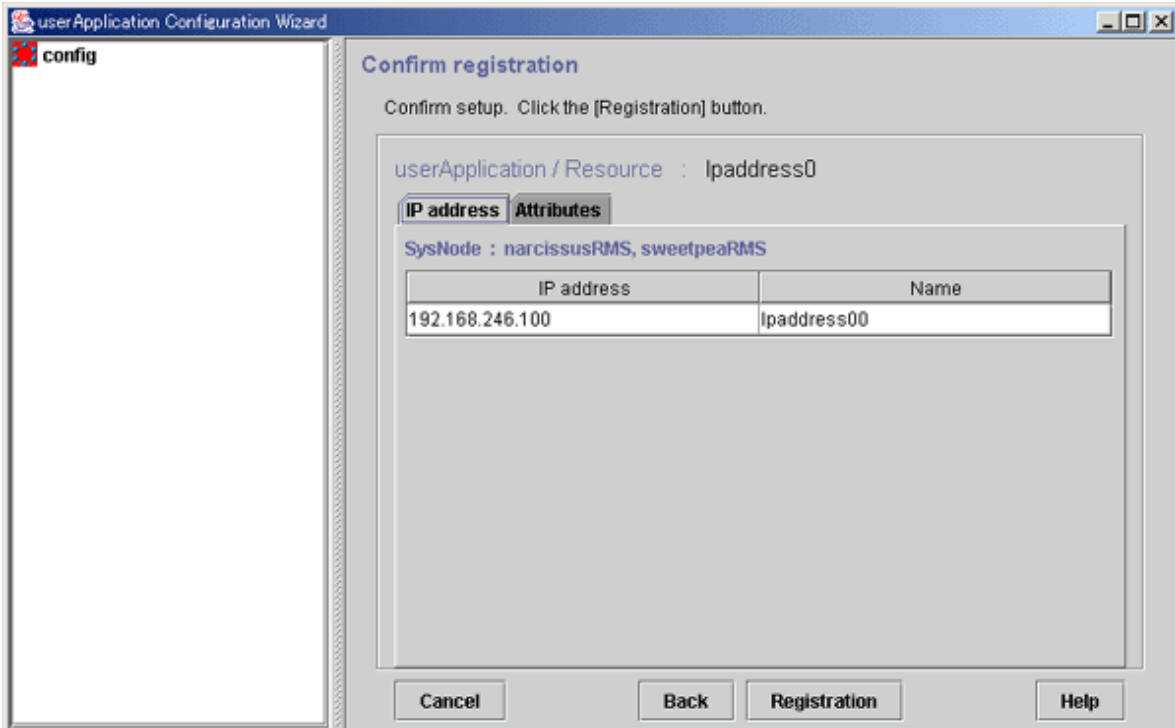 userApplication Configuration Wizard
config
Confirm registration
Confirm setup. Click the [Registration] button.
userApplication / Resource : Ipaddress0
IP address Attributes
SysNode : narcissusRMS, sweetpeaRMS
IP address Name
192.168.246.100 Ipaddress00
Cancel Back Registration Help